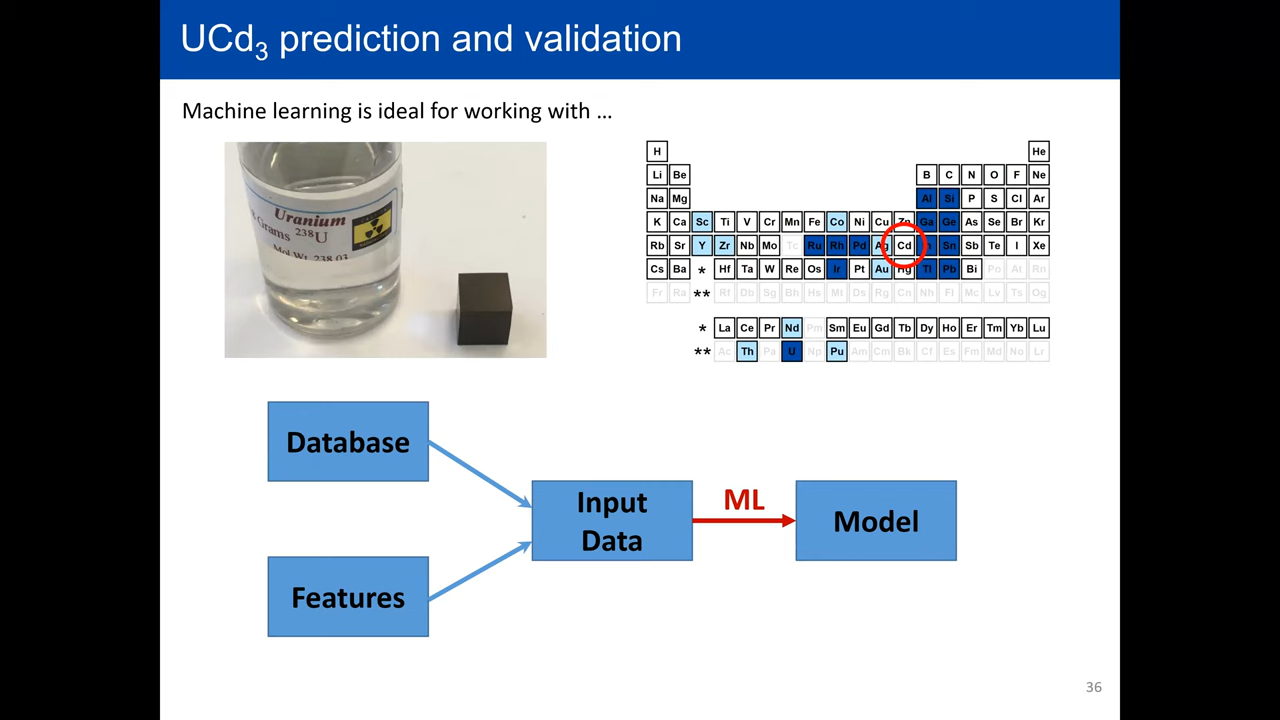 UCd₃ prediction and validation
Machine learning is ideal for working with …
Uranium
Grams ²³⁸U
Mol.Wt. 238.03
H He
Li Be B C N O F Ne
Na Mg Al Si P S Cl Ar
K Ca Sc Ti V Cr Mn Fe Co Ni Cu Zn Ga Ge As Se Br Kr
Rb Sr Y Zr Nb Mo Tc Ru Rh Pd Ag Cd n Sn Sb Te I Xe
Cs Ba * Hf Ta W Re Os Ir Pt Au Hg Tl Pb Bi Po At Rn
Fr Ra ** Rf Db Sg Bh Hs Mt Ds Rg Cn Nh Fl Mc Lv Ts Og
* La Ce Pr Nd Pm Sm Eu Gd Tb Dy Ho Er Tm Yb Lu
** Ac Th Pa U Np Pu Am Cm Bk Cf Es Fm Md No Lr
Database
Input
Data
ML
Model
Features
36